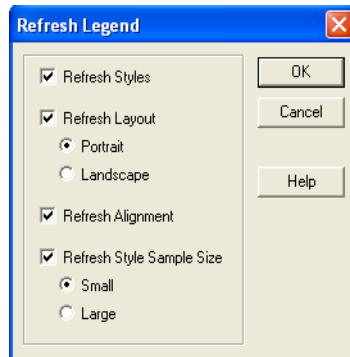 Refresh Legend
Refresh Styles
OK
Refresh Layout
Cancel
Portrait
Landscape
Help
Refresh Alignment
Refresh Style Sample Size
Small
Large